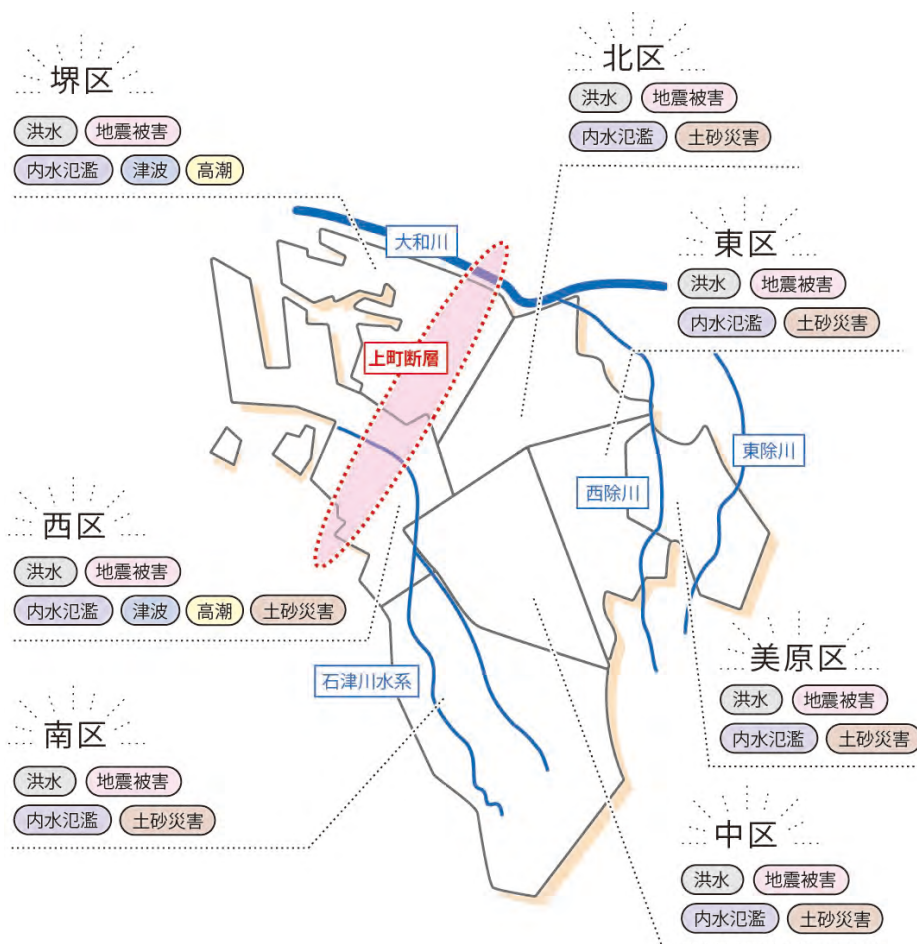 堺区
洪水 地震被害
内水氾濫 津波 高潮
北区
洪水 地震被害
内水氾濫 土砂災害
東区
洪水 地震被害
内水氾濫 土砂災害
大和川
上町断層
東除川
西除川
西区
洪水 地震被害
内水氾濫 津波 高潮 土砂災害
石津川水系
美原区
洪水 地震被害
内水氾濫 土砂災害
南区
洪水 地震被害
内水氾濫 土砂災害
中区
洪水 地震被害
内水氾濫 土砂災害